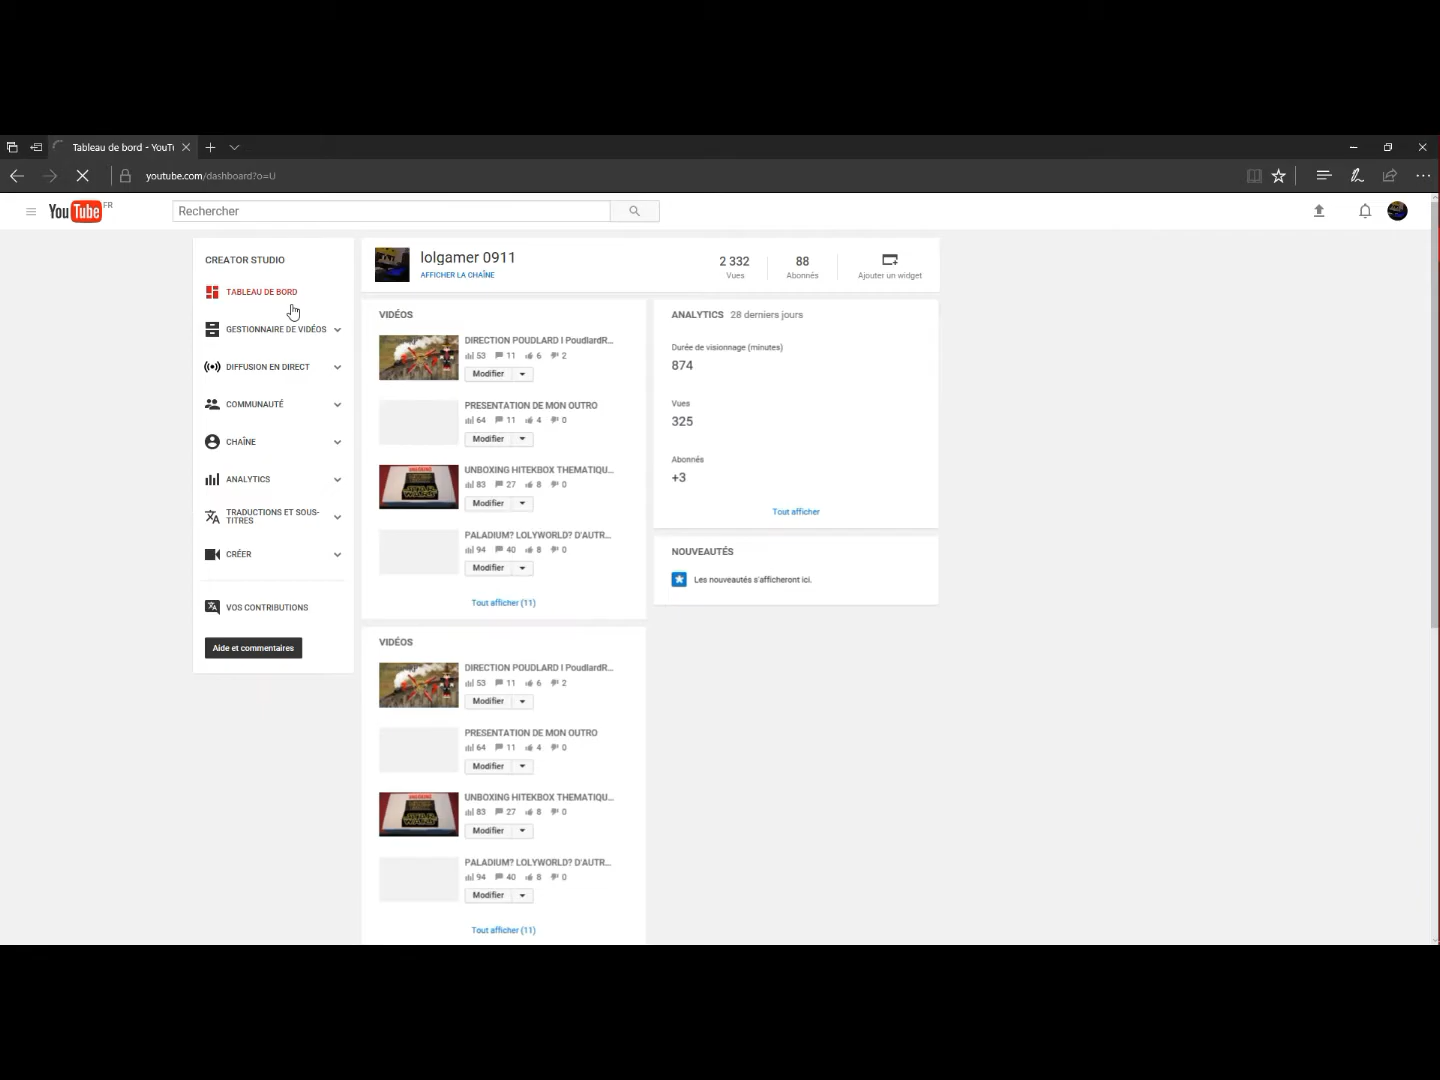 Tableau de bord - YouTu
youtube.com/dashboard?o=U
YouTube FR
Rechercher
CREATOR STUDIO
TABLEAU DE BORD
GESTIONNAIRE DE VIDÉOS
DIFFUSION EN DIRECT
COMMUNAUTÉ
CHAÎNE
ANALYTICS
TRADUCTIONS ET SOUS-
TITRES
CRÉER
VOS CONTRIBUTIONS
Aide et commentaires
lolgamer 0911
AFFICHER LA CHAÎNE
2 332
Vues
88
Abonnés
Ajouter un widget
VIDÉOS
DIRECTION POUDLARD I PoudlardR...
53 11 6 2
Modifier
PRESENTATION DE MON OUTRO
64 11 4 0
Modifier
UNBOXING HITEKBOX THEMATIQU...
83 27 8 0
Modifier
PALADIUM? LOLYWORLD? D'AUTR...
94 40 8 0
Modifier
Tout afficher (11)
ANALYTICS 28 derniers jours
Durée de visionnage (minutes)
874
Vues
325
Abonnés
+3
Tout afficher
NOUVEAUTÉS
Les nouveautés s'afficheront ici.
VIDÉOS
DIRECTION POUDLARD I PoudlardR...
53 11 6 2
Modifier
PRESENTATION DE MON OUTRO
64 11 4 0
Modifier
UNBOXING HITEKBOX THEMATIQU...
83 27 8 0
Modifier
PALADIUM? LOLYWORLD? D'AUTR...
94 40 8 0
Modifier
Tout afficher (11)